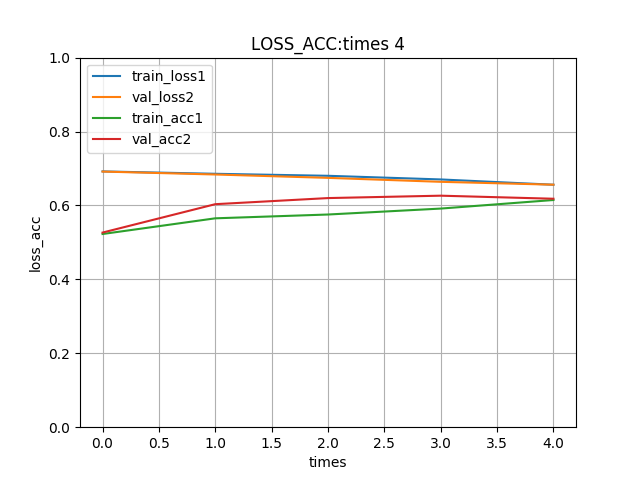 LOSS_ACC:times 4
1.0
0.8
0.6
0.4
0.2
0.0
loss_acc
train_loss1
val_loss2
train_acc1
val_acc2
0.0 0.5 1.0 1.5 2.0 2.5 3.0 3.5 4.0
times